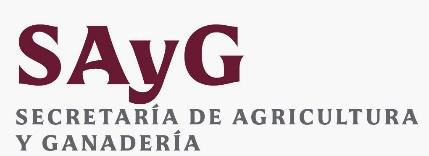 SAyG
SECRETARÍA DE AGRICULTURA
Y GANADERÍA